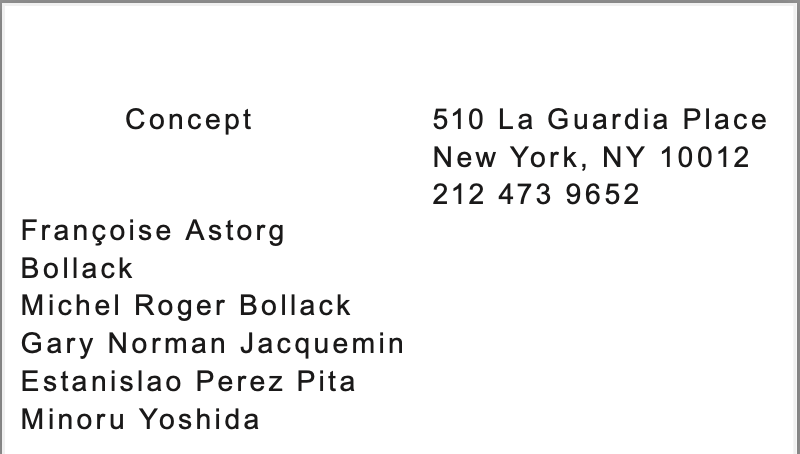 Concept
510 La Guardia Place
New York, NY 10012
212 473 9652
Françoise Astorg
Bollack
Michel Roger Bollack
Gary Norman Jacquemin
Estanislao Perez Pita
Minoru Yoshida